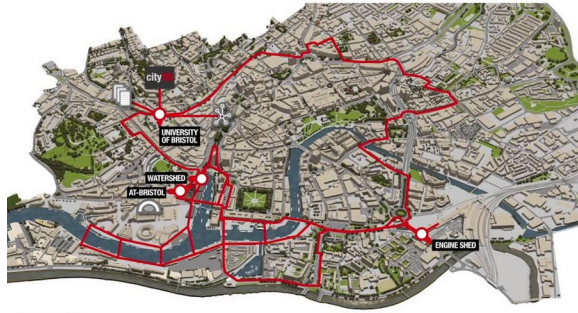 city
UNIVERSITY
OF BRISTOL
WATERSHED
AT-BRISTOL
ENGINE SHED